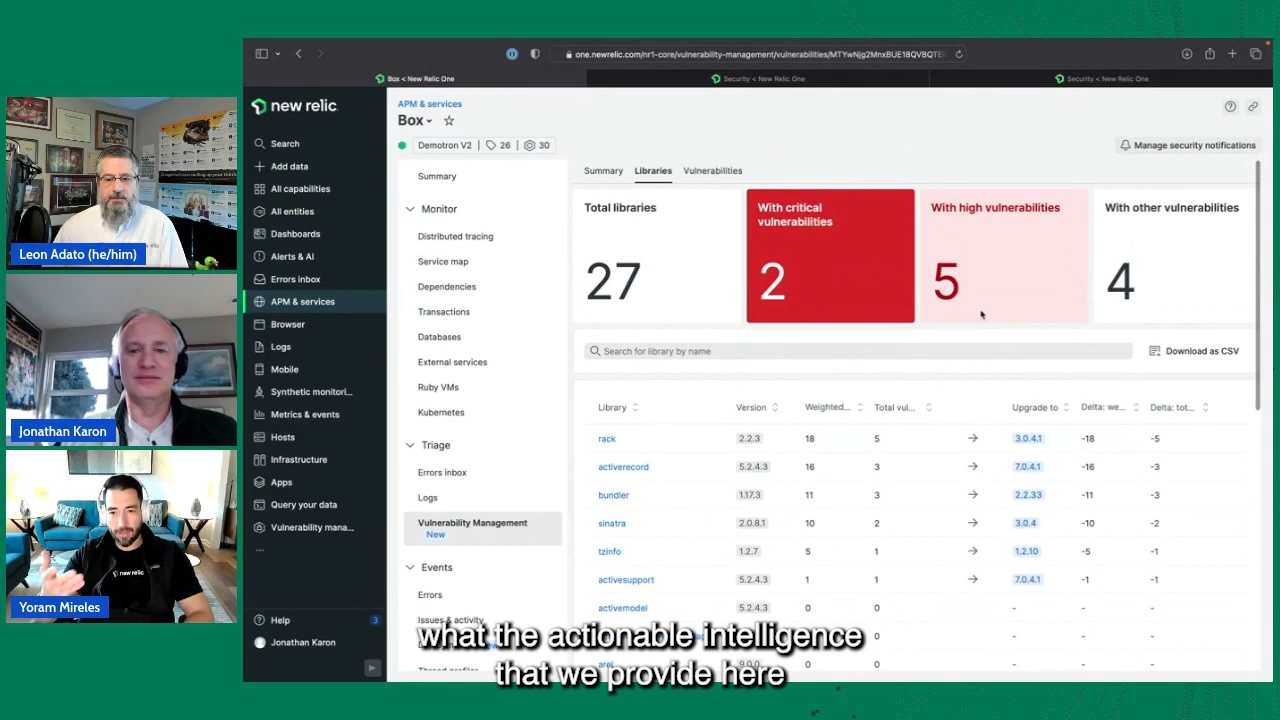 Leon Adato (he/him)
Jonathan Karon
new relic
Yoram Mireles
one.newrelic.com/nr1-core/vulnerability-management/vulnerabilities/MTYwNjg2MnxBUE18QVBQTE
Box < New Relic One
Security < New Relic One
Security < New Relic One
new relic
Search
Add data
All capabilities
All entities
Dashboards
Alerts & AI
Errors inbox
APM & services
Browser
Logs
Mobile
Synthetic monitori...
Metrics & events
Hosts
Infrastructure
Apps
Query your data
Vulnerability mana...
...
Help 3
Jonathan Karon
APM & services
Box
Demotron V2 26 30
Manage security notifications
Summary
Monitor
Distributed tracing
Service map
Dependencies
Transactions
Databases
External services
Ruby VMs
Kubernetes
Triage
Errors inbox
Logs
Vulnerability Management
New
Events
Errors
Issues & activity
Summary Libraries Vulnerabilities
Total libraries
27
With critical
vulnerabilities
2
With high vulnerabilities
5
With other vulnerabilities
4
Search for library by name
Download as CSV
Library Version Weighted... Total vul... Upgrade to Delta: we... Delta: tot...
rack 2.2.3 18 5 → 3.0.4.1 -18 -5
activerecord 5.2.4.3 16 3 → 7.0.4.1 -16 -3
bundler 1.17.3 11 3 → 2.2.33 -11 -3
sinatra 2.0.8.1 10 2 → 3.0.4 -10 -2
tzinfo 1.2.7 5 1 → 1.2.10 -5 -1
activesupport 5.2.4.3 1 1 → 7.0.4.1 -1 -1
activemodel 5.2.4.3 0 0 - - -
0 - - -
arel 9.0.0 0 0 - - -
what the actionable intelligence
that we provide here